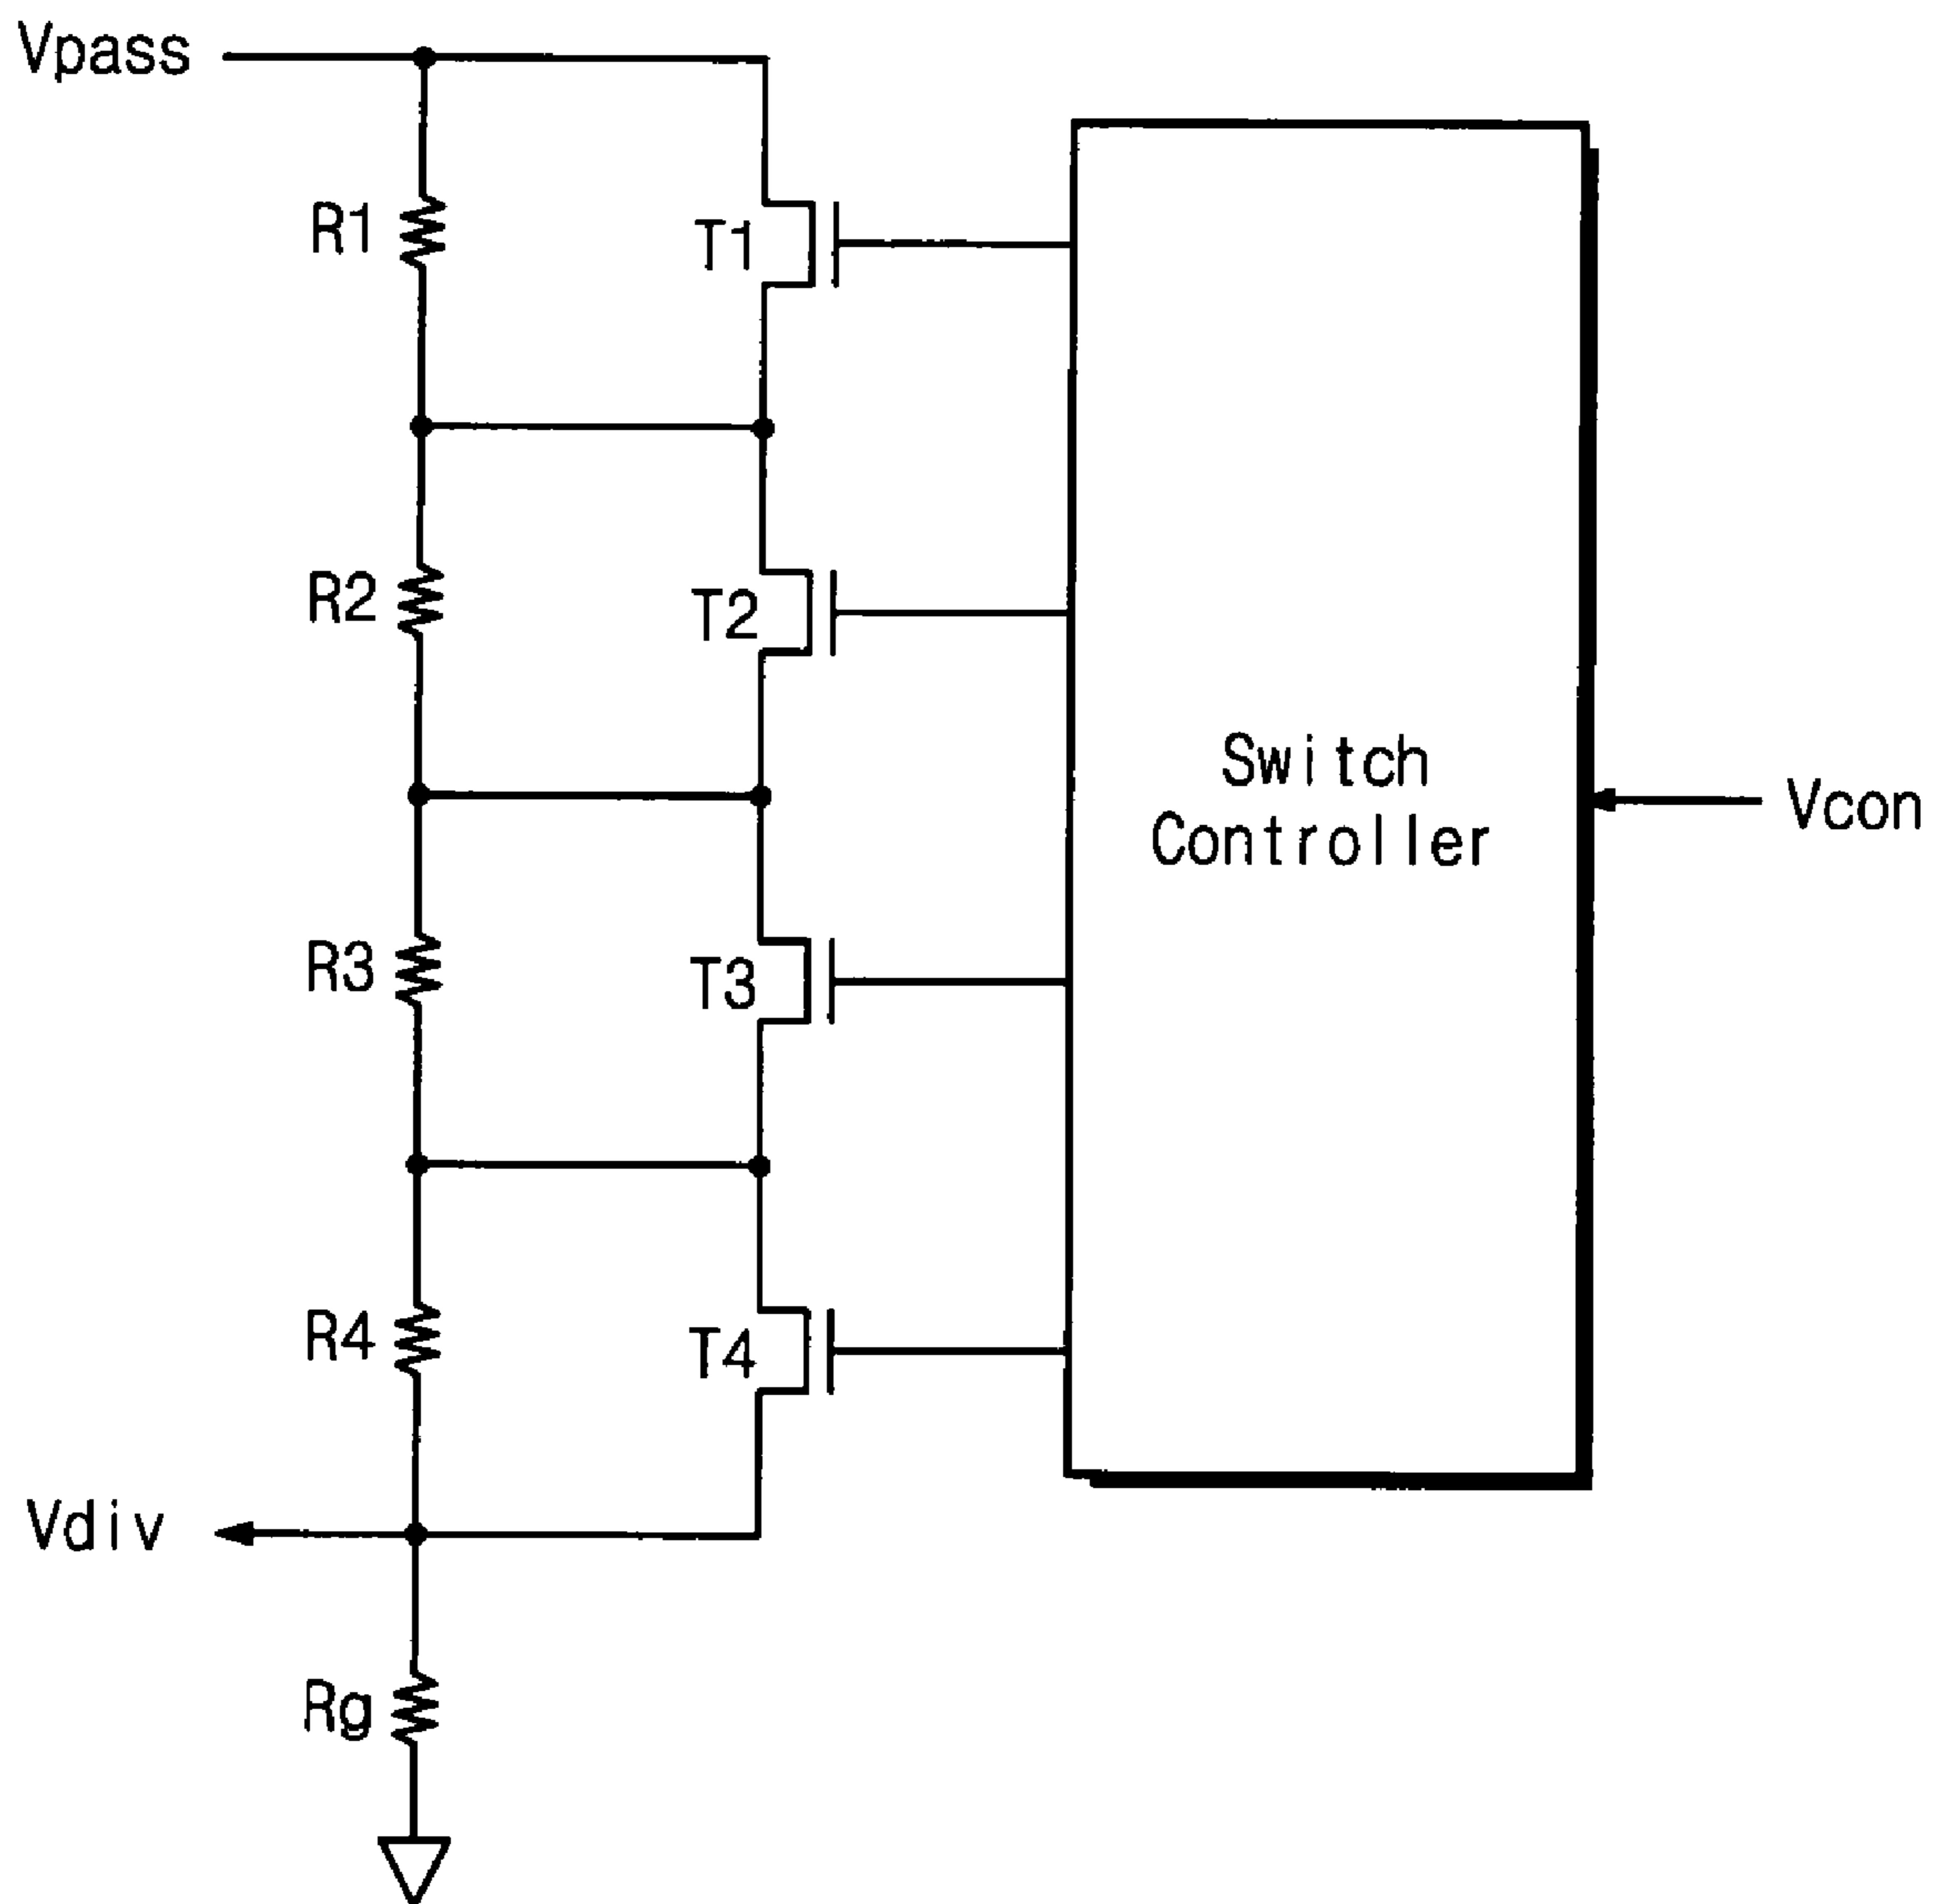 Vpass
R1
T1
R2
T2
Switch
Controller
Vcon
R3
T3
R4
T4
Vdiv
Rg